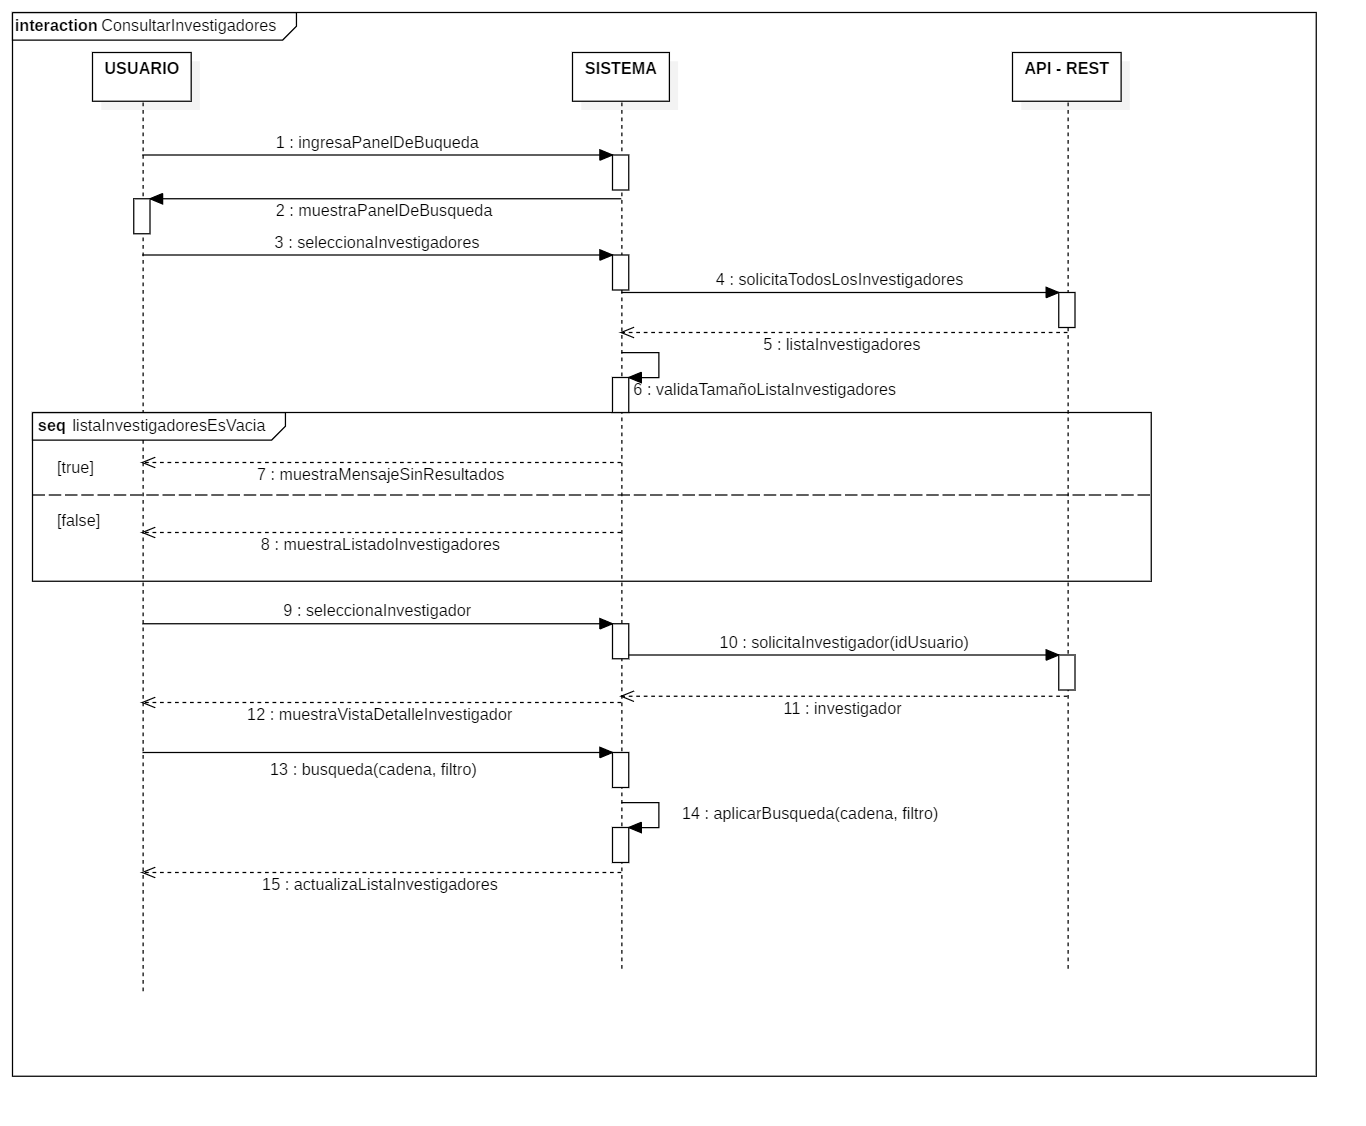 interaction ConsultarInvestigadores
USUARIO
SISTEMA
API - REST
1 : ingresaPanelDeBuqueda
2 : muestraPanelDeBusqueda
3 : seleccionaInvestigadores
4 : solicitaTodosLosInvestigadores
5 : listaInvestigadores
6 : validaTamañoListaInvestigadores
seq listaInvestigadoresEsVacia
[true]
7 : muestraMensajeSinResultados
[false]
8 : muestraListadoInvestigadores
9 : seleccionaInvestigador
10 : solicitaInvestigador(idUsuario)
11 : investigador
12 : muestraVistaDetalleInvestigador
13 : busqueda(cadena, filtro)
14 : aplicarBusqueda(cadena, filtro)
15 : actualizaListaInvestigadores